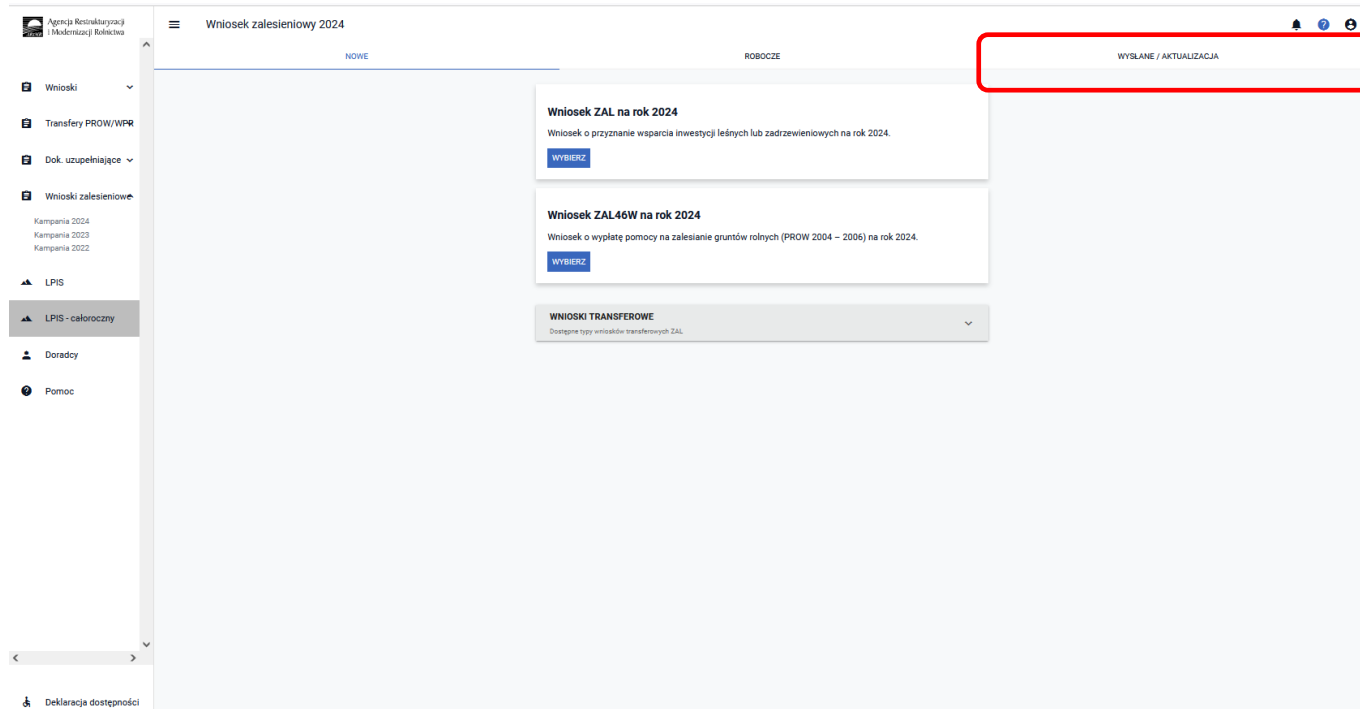 Agencja Restrukturyzacji
i Modernizacji Rolnictwa
Wniosek zalesieniowy 2024
NOWE
ROBOCZE
WYSŁANE / AKTUALIZACJA
Wnioski
Transfery PROW/WPR
Dok. uzupełniające
Wnioski zalesieniowe
Kampania 2024
Kampania 2023
Kampania 2022
LPIS
LPIS - całoroczny
Doradcy
Pomoc
Deklaracja dostępności
Wniosek ZAL na rok 2024
Wniosek o przyznanie wsparcia inwestycji leśnych lub zadrzewieniowych na rok 2024.
WYBIERZ
Wniosek ZAL46W na rok 2024
Wniosek o wypłatę pomocy na zalesianie gruntów rolnych (PROW 2004 – 2006) na rok 2024.
WYBIERZ
WNIOSKI TRANSFEROWE
Dostępne typy wniosków transferowych ZAL